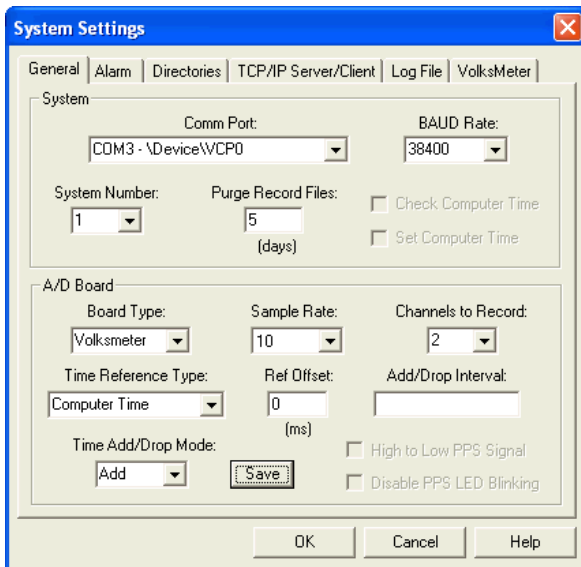 System Settings
General Alarm Directories TCP/IP Server/Client Log File VolksMeter
System
Comm Port: BAUD Rate:
COM3 - \Device\VCP0 38400
System Number: Purge Record Files:
1 5
(days)
Check Computer Time
Set Computer Time
A/D Board
Board Type: Sample Rate: Channels to Record:
Volksmeter 10 2
Time Reference Type: Ref Offset: Add/Drop Interval:
Computer Time 0
(ms)
Time Add/Drop Mode:
Add Save
High to Low PPS Signal
Disable PPS LED Blinking
OK Cancel Help